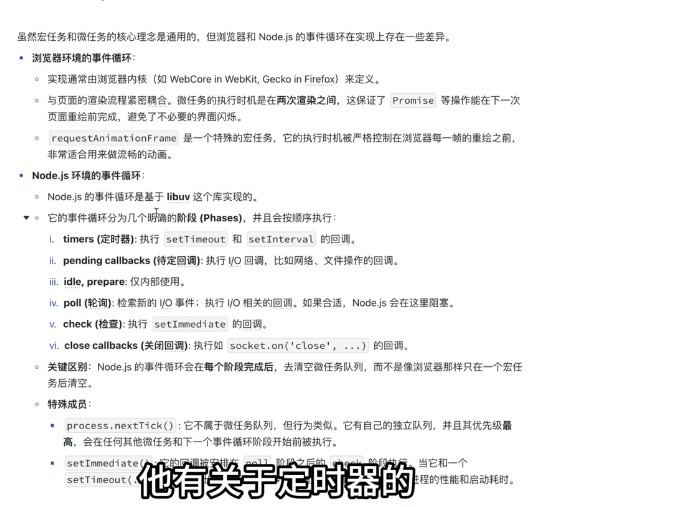 虽然宏任务和微任务的核心理念是通用的，但浏览器和 Node.js 的事件循环在实现上存在一些差异。
浏览器环境的事件循环：
实现通常由浏览器内核（如 WebCore in WebKit, Gecko in Firefox）来定义。
与页面的渲染流程紧密耦合。微任务的执行时机是在两次渲染之间，这保证了 Promise 等操作能在下一次
页面重绘前完成，避免了不必要的界面闪烁。
requestAnimationFrame 是一个特殊的宏任务，它的执行时机被严格控制在浏览器每一帧的重绘之前，
非常适合用来做流畅的动画。
Node.js 环境的事件循环：
Node.js 的事件循环是基于 libuv 这个库实现的。
它的事件循环分为几个明确的阶段 (Phases)，并且会按顺序执行：
i. timers (定时器): 执行 setTimeout 和 setInterval 的回调。
ii. pending callbacks (待定回调): 执行 I/O 回调，比如网络、文件操作的回调。
iii. idle, prepare: 仅内部使用。
iv. poll (轮询): 检索新的 I/O 事件；执行 I/O 相关的回调。如果合适，Node.js 会在这里阻塞。
v. check (检查): 执行 setImmediate 的回调。
vi. close callbacks (关闭回调): 执行如 socket.on('close', ...) 的回调。
关键区别：Node.js 的事件循环会在每个阶段完成后，去清空微任务队列，而不是像浏览器那样只在一个宏任
务后清空。
特殊成员：
process.nextTick()：它不属于微任务队列，但行为类似。它有自己的独立队列，并且其优先级最
高，会在任何其他微任务和下一个事件循环阶段开始前被执行。
setImmediate()：它的回调被安排在 poll 阶段之后的 check 阶段执行。当它和一个
setTimeout(. 进程的性能和启动耗时。
他有关于定时器的